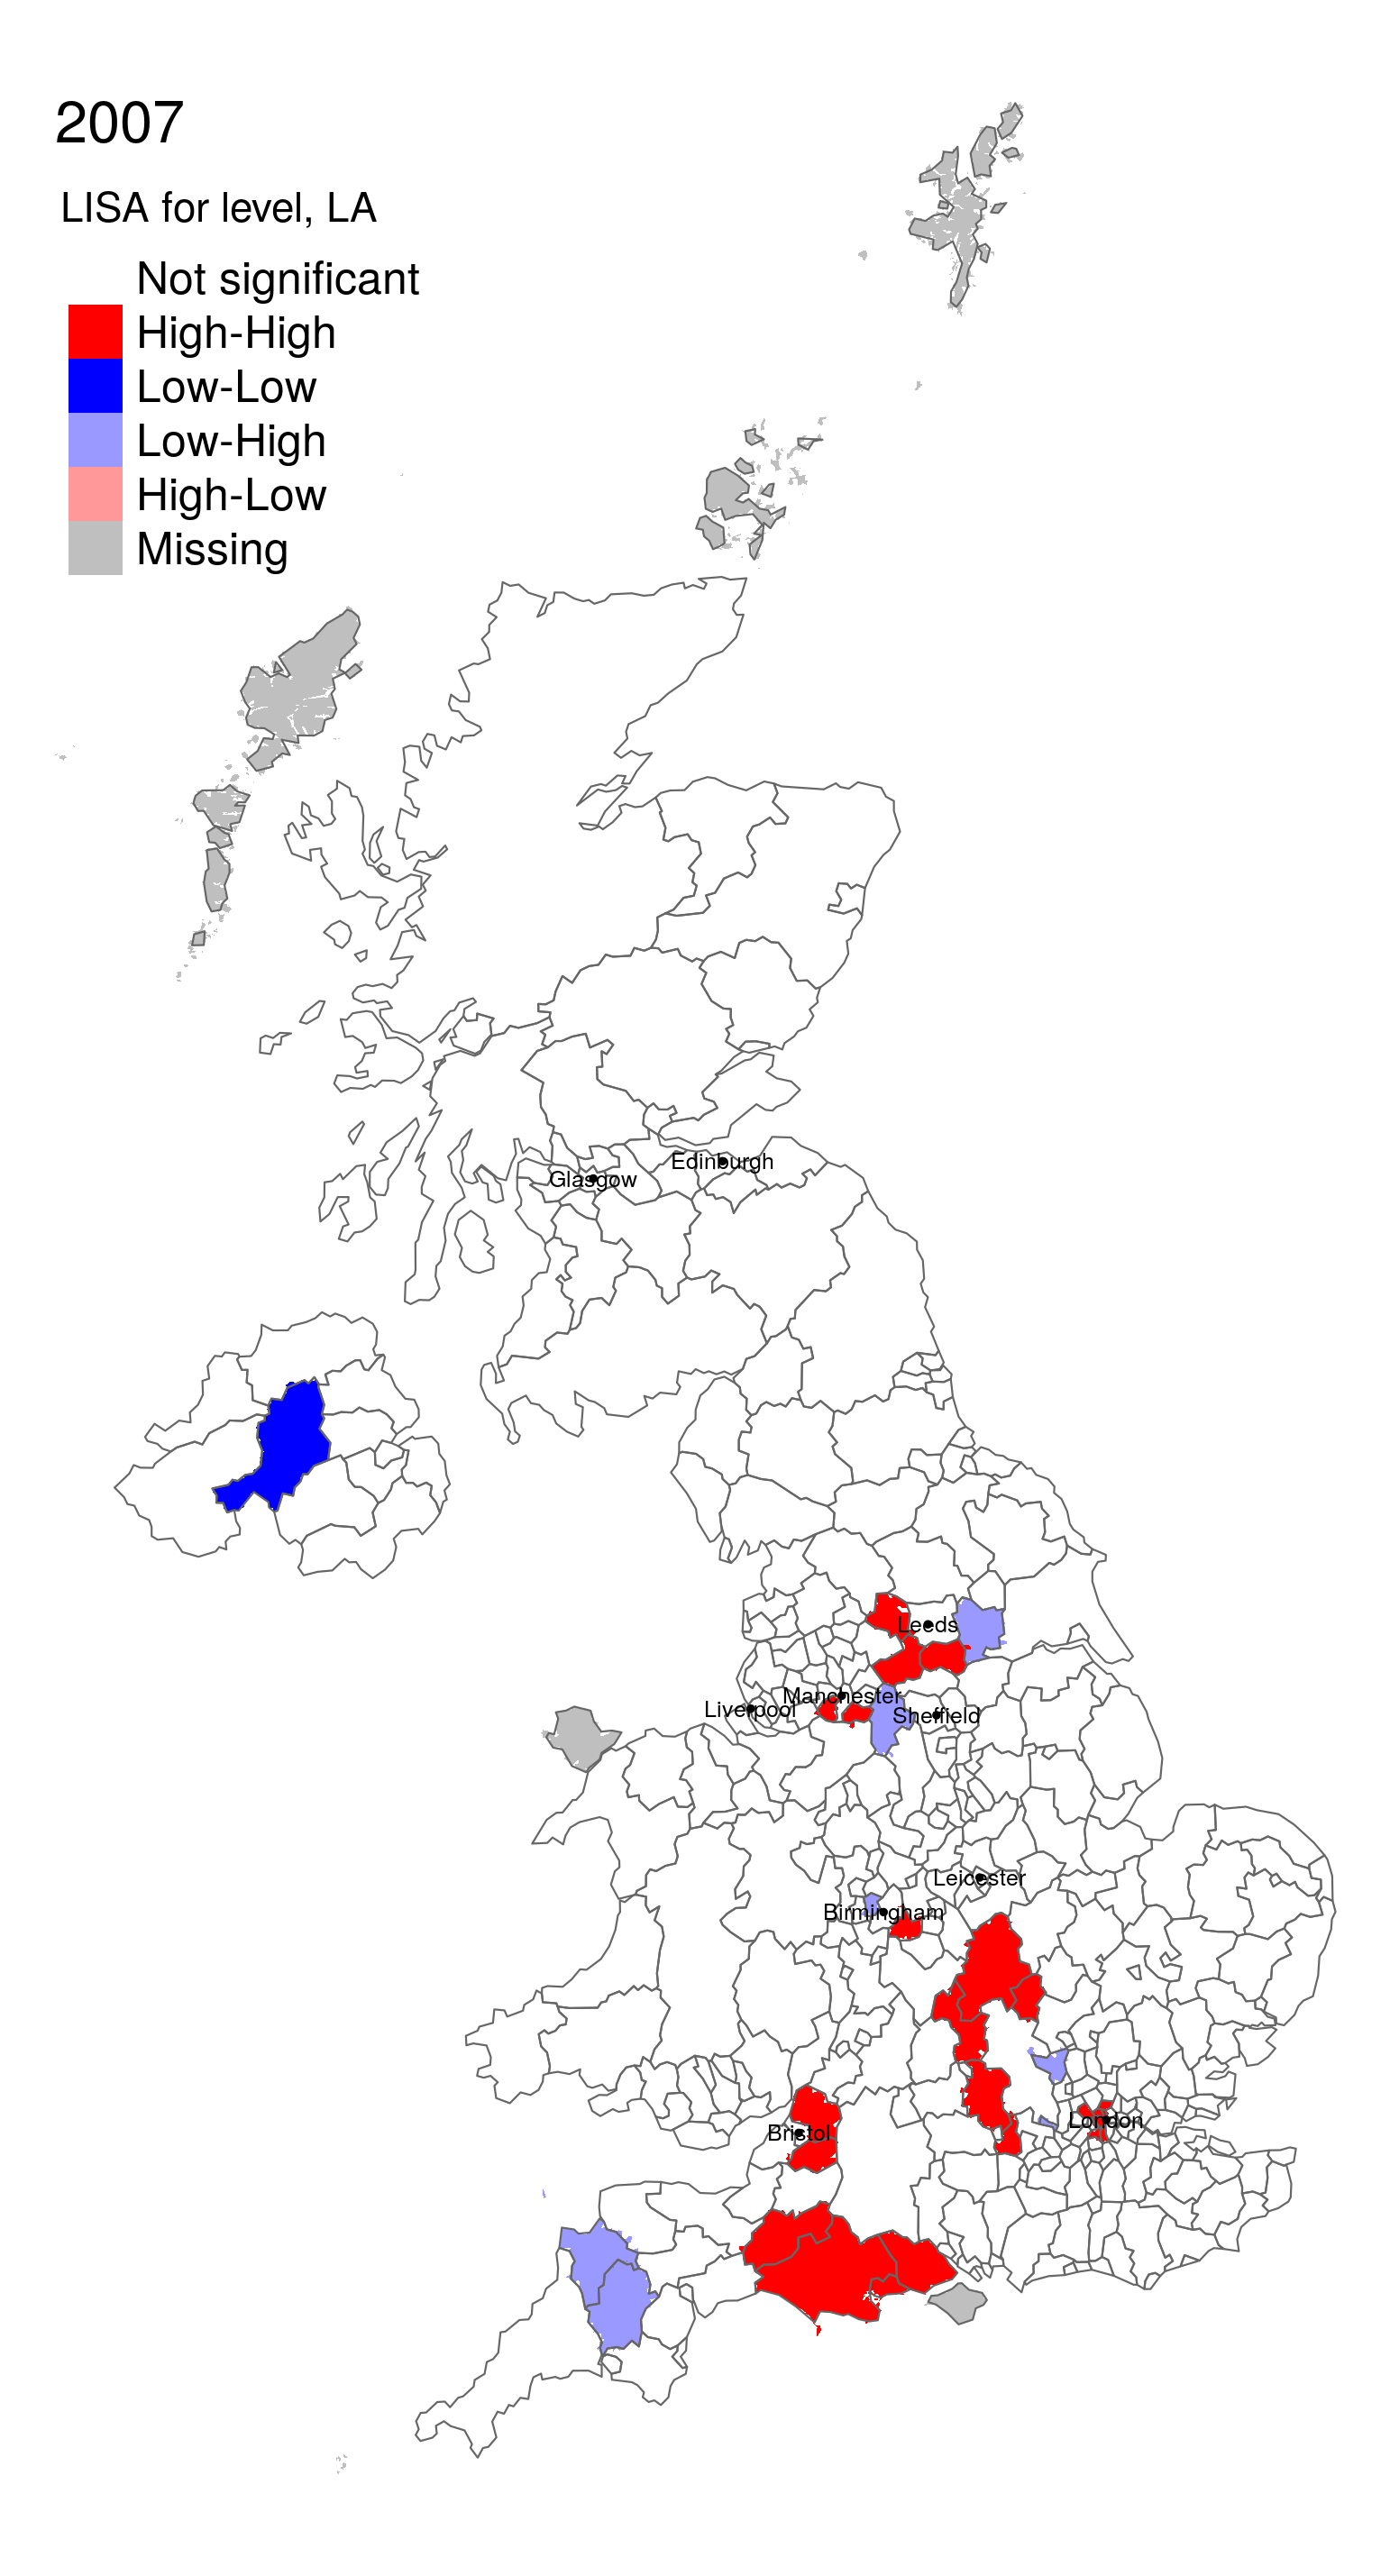 2007
LISA for level, LA
Not significant
High-High
Low-Low
Low-High
High-Low
Missing
Edinburgh
Glasgow
Leeds
Manchester
Liverpool
Sheffield
Leicester
Birmingham
London
Bristol